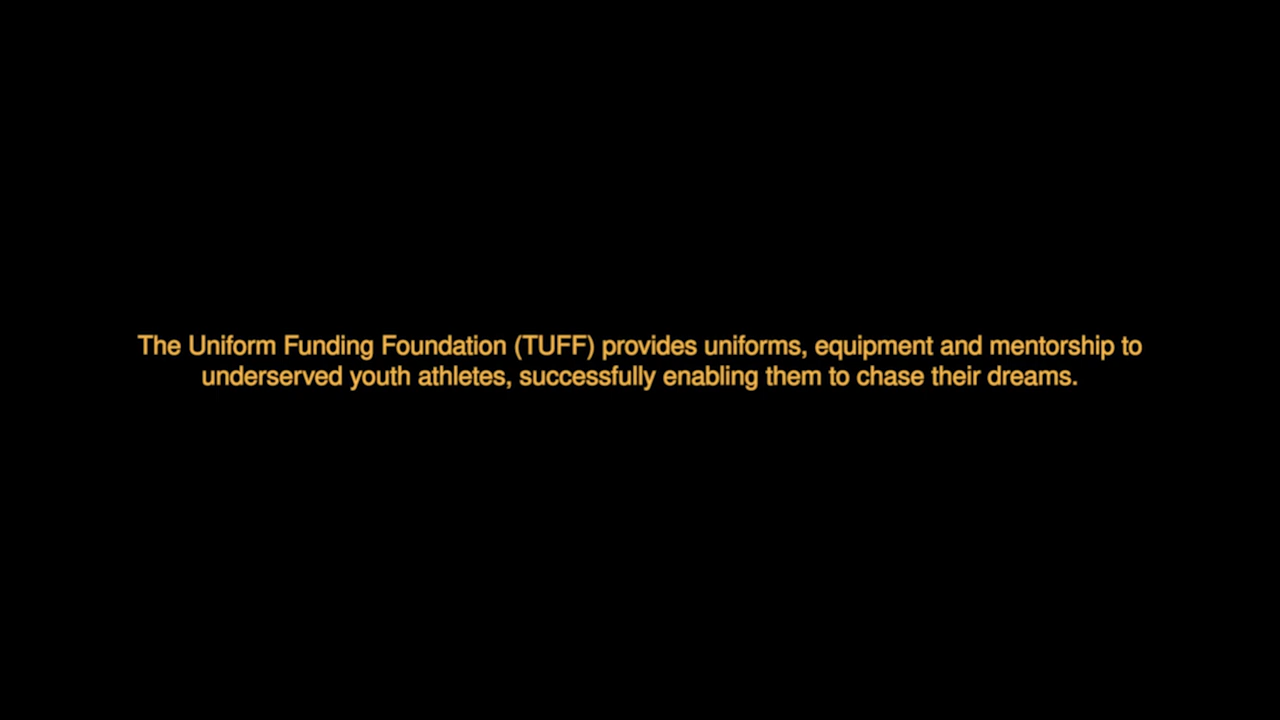 The Uniform Funding Foundation (TUFF) provides uniforms, equipment and mentorship to
underserved youth athletes, successfully enabling them to chase their dreams.